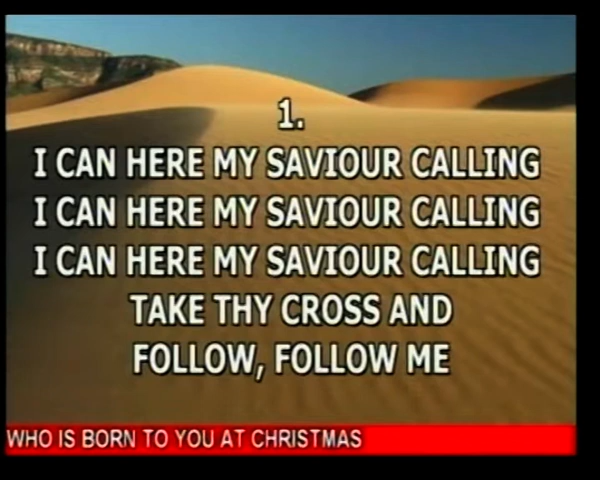 1.
I CAN HERE MY SAVIOUR CALLING
I CAN HERE MY SAVIOUR CALLING
I CAN HERE MY SAVIOUR CALLING
TAKE THY CROSS AND
FOLLOW, FOLLOW ME
WHO IS BORN TO YOU AT CHRISTMAS